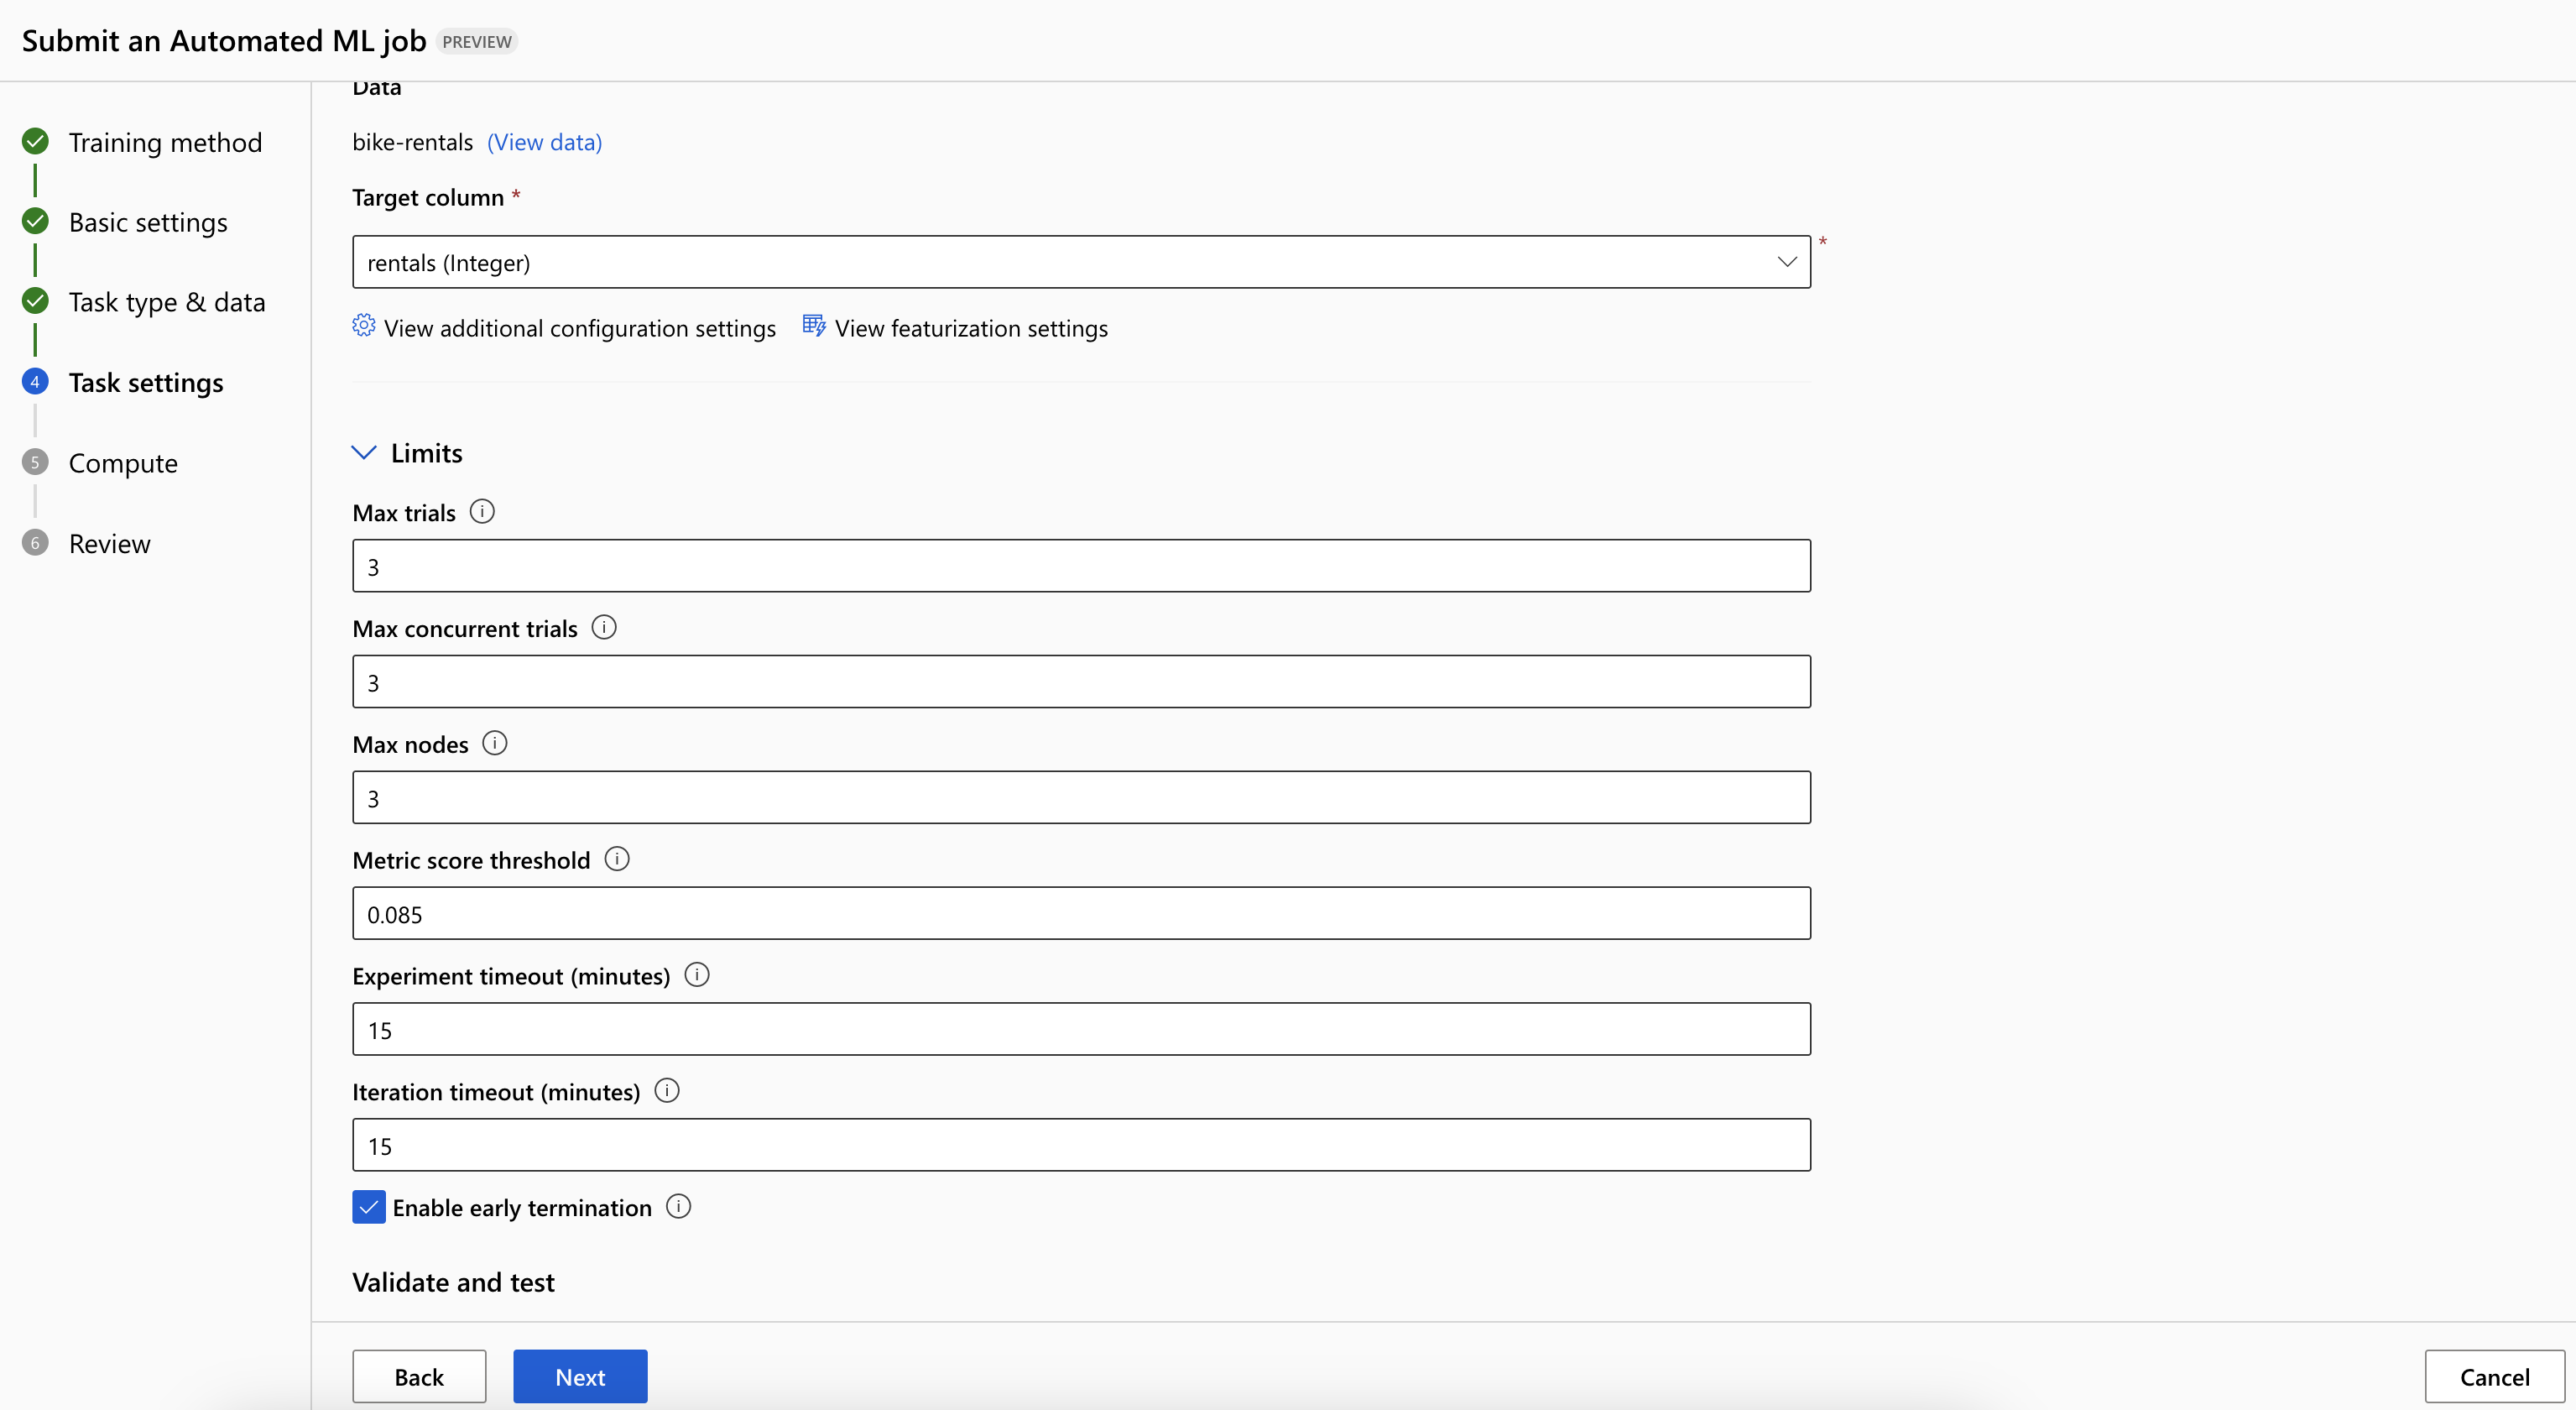 Submit an Automated ML job PREVIEW
Training method
Basic settings
Task type & data
4 Task settings
5 Compute
6 Review
Data
bike-rentals (View data)
Target column *
rentals (Integer) *
View additional configuration settings View featurization settings
Limits
Max trials
3
Max concurrent trials
3
Max nodes
3
Metric score threshold
0.085
Experiment timeout (minutes)
15
Iteration timeout (minutes)
15
Enable early termination
Validate and test
Back Next Cancel